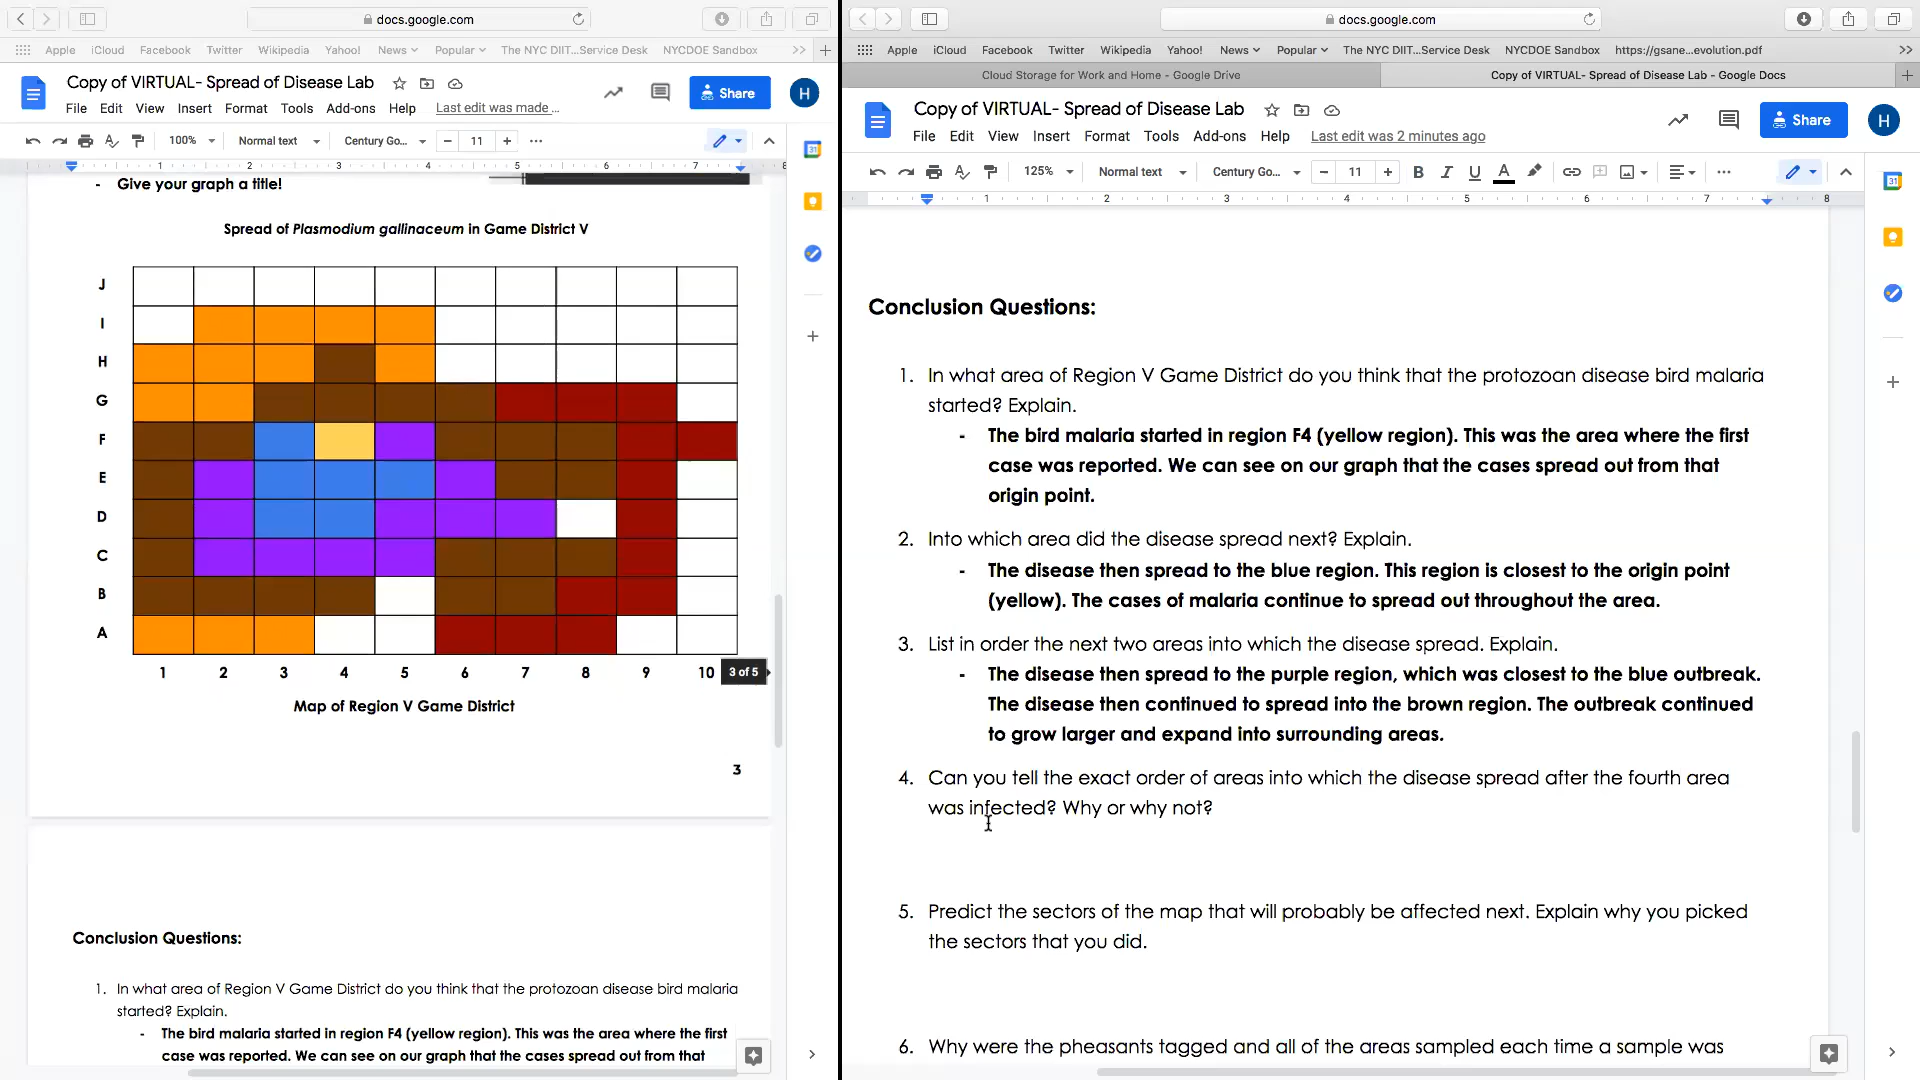 docs.google.com
Apple iCloud Facebook Twitter Wikipedia Yahoo! News Popular The NYC DIIT...Service Desk NYCDOE Sandbox >>
Copy of VIRTUAL- Spread of Disease Lab
Share
H
File Edit View Insert Format Tools Add-ons Help Last edit was made ...
100% Normal text Century Go... 11
1 2 3 4 5 6 7 8
- Give your graph a title!
Spread of Plasmodium gallinaceum in Game District V
J
I
H
G
F
E
D
C
B
A
1 2 3 4 5 6 7 8 9 10
3 of 5
Map of Region V Game District
3
Conclusion Questions:
1. In what area of Region V Game District do you think that the protozoan disease bird malaria
started? Explain.
- The bird malaria started in region F4 (yellow region). This was the area where the first
case was reported. We can see on our graph that the cases spread out from that
docs.google.com
Apple iCloud Facebook Twitter Wikipedia Yahoo! News Popular The NYC DIIT...Service Desk NYCDOE Sandbox https://gsane...evolution.pdf >>
Cloud Storage for Work and Home - Google Drive
Copy of VIRTUAL- Spread of Disease Lab - Google Docs
Copy of VIRTUAL- Spread of Disease Lab
Share
H
File Edit View Insert Format Tools Add-ons Help Last edit was 2 minutes ago
125% Normal text Century Go... 11 B I U A
1 2 3 4 5 6 7 8
31
31
Conclusion Questions:
1. In what area of Region V Game District do you think that the protozoan disease bird malaria
started? Explain.
- The bird malaria started in region F4 (yellow region). This was the area where the first
case was reported. We can see on our graph that the cases spread out from that
origin point.
2. Into which area did the disease spread next? Explain.
- The disease then spread to the blue region. This region is closest to the origin point
(yellow). The cases of malaria continue to spread out throughout the area.
3. List in order the next two areas into which the disease spread. Explain.
- The disease then spread to the purple region, which was closest to the blue outbreak.
The disease then continued to spread into the brown region. The outbreak continued
to grow larger and expand into surrounding areas.
4. Can you tell the exact order of areas into which the disease spread after the fourth area
was infected? Why or why not?
5. Predict the sectors of the map that will probably be affected next. Explain why you picked
the sectors that you did.
6. Why were the pheasants tagged and all of the areas sampled each time a sample was